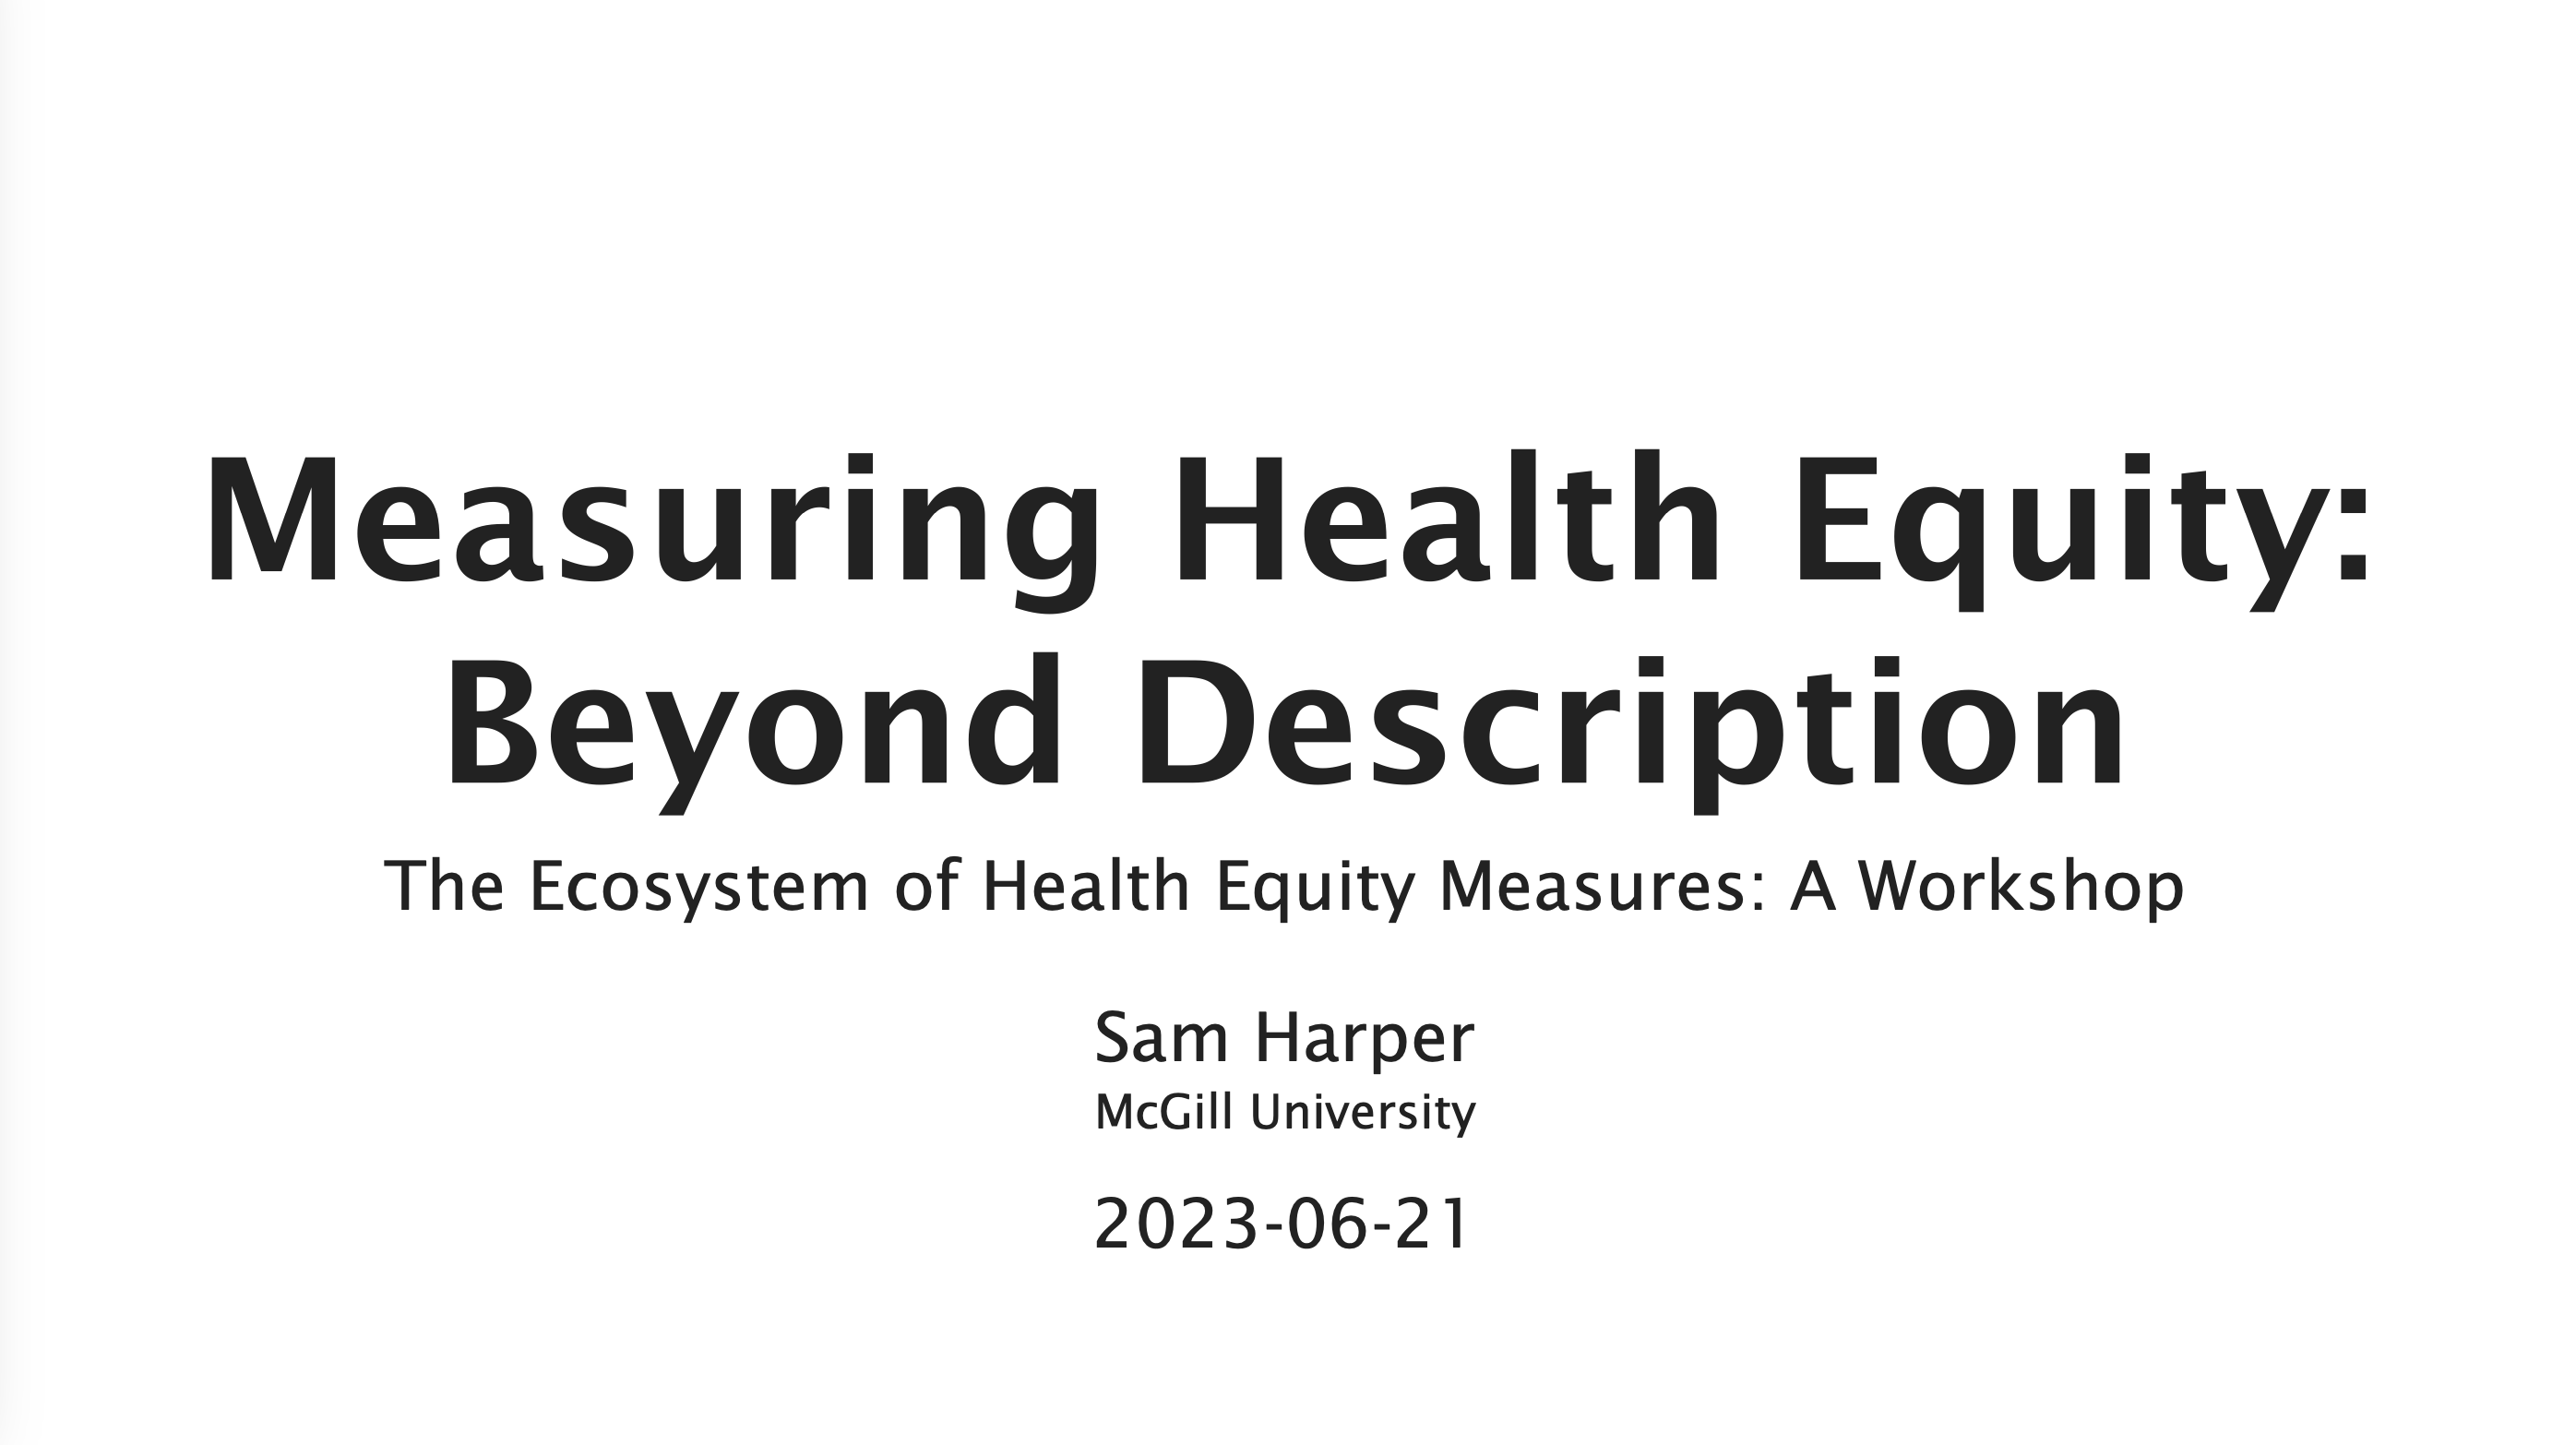 Measuring Health Equity:
Beyond Description
The Ecosystem of Health Equity Measures: A Workshop
Sam Harper
McGill University
2023-06-21